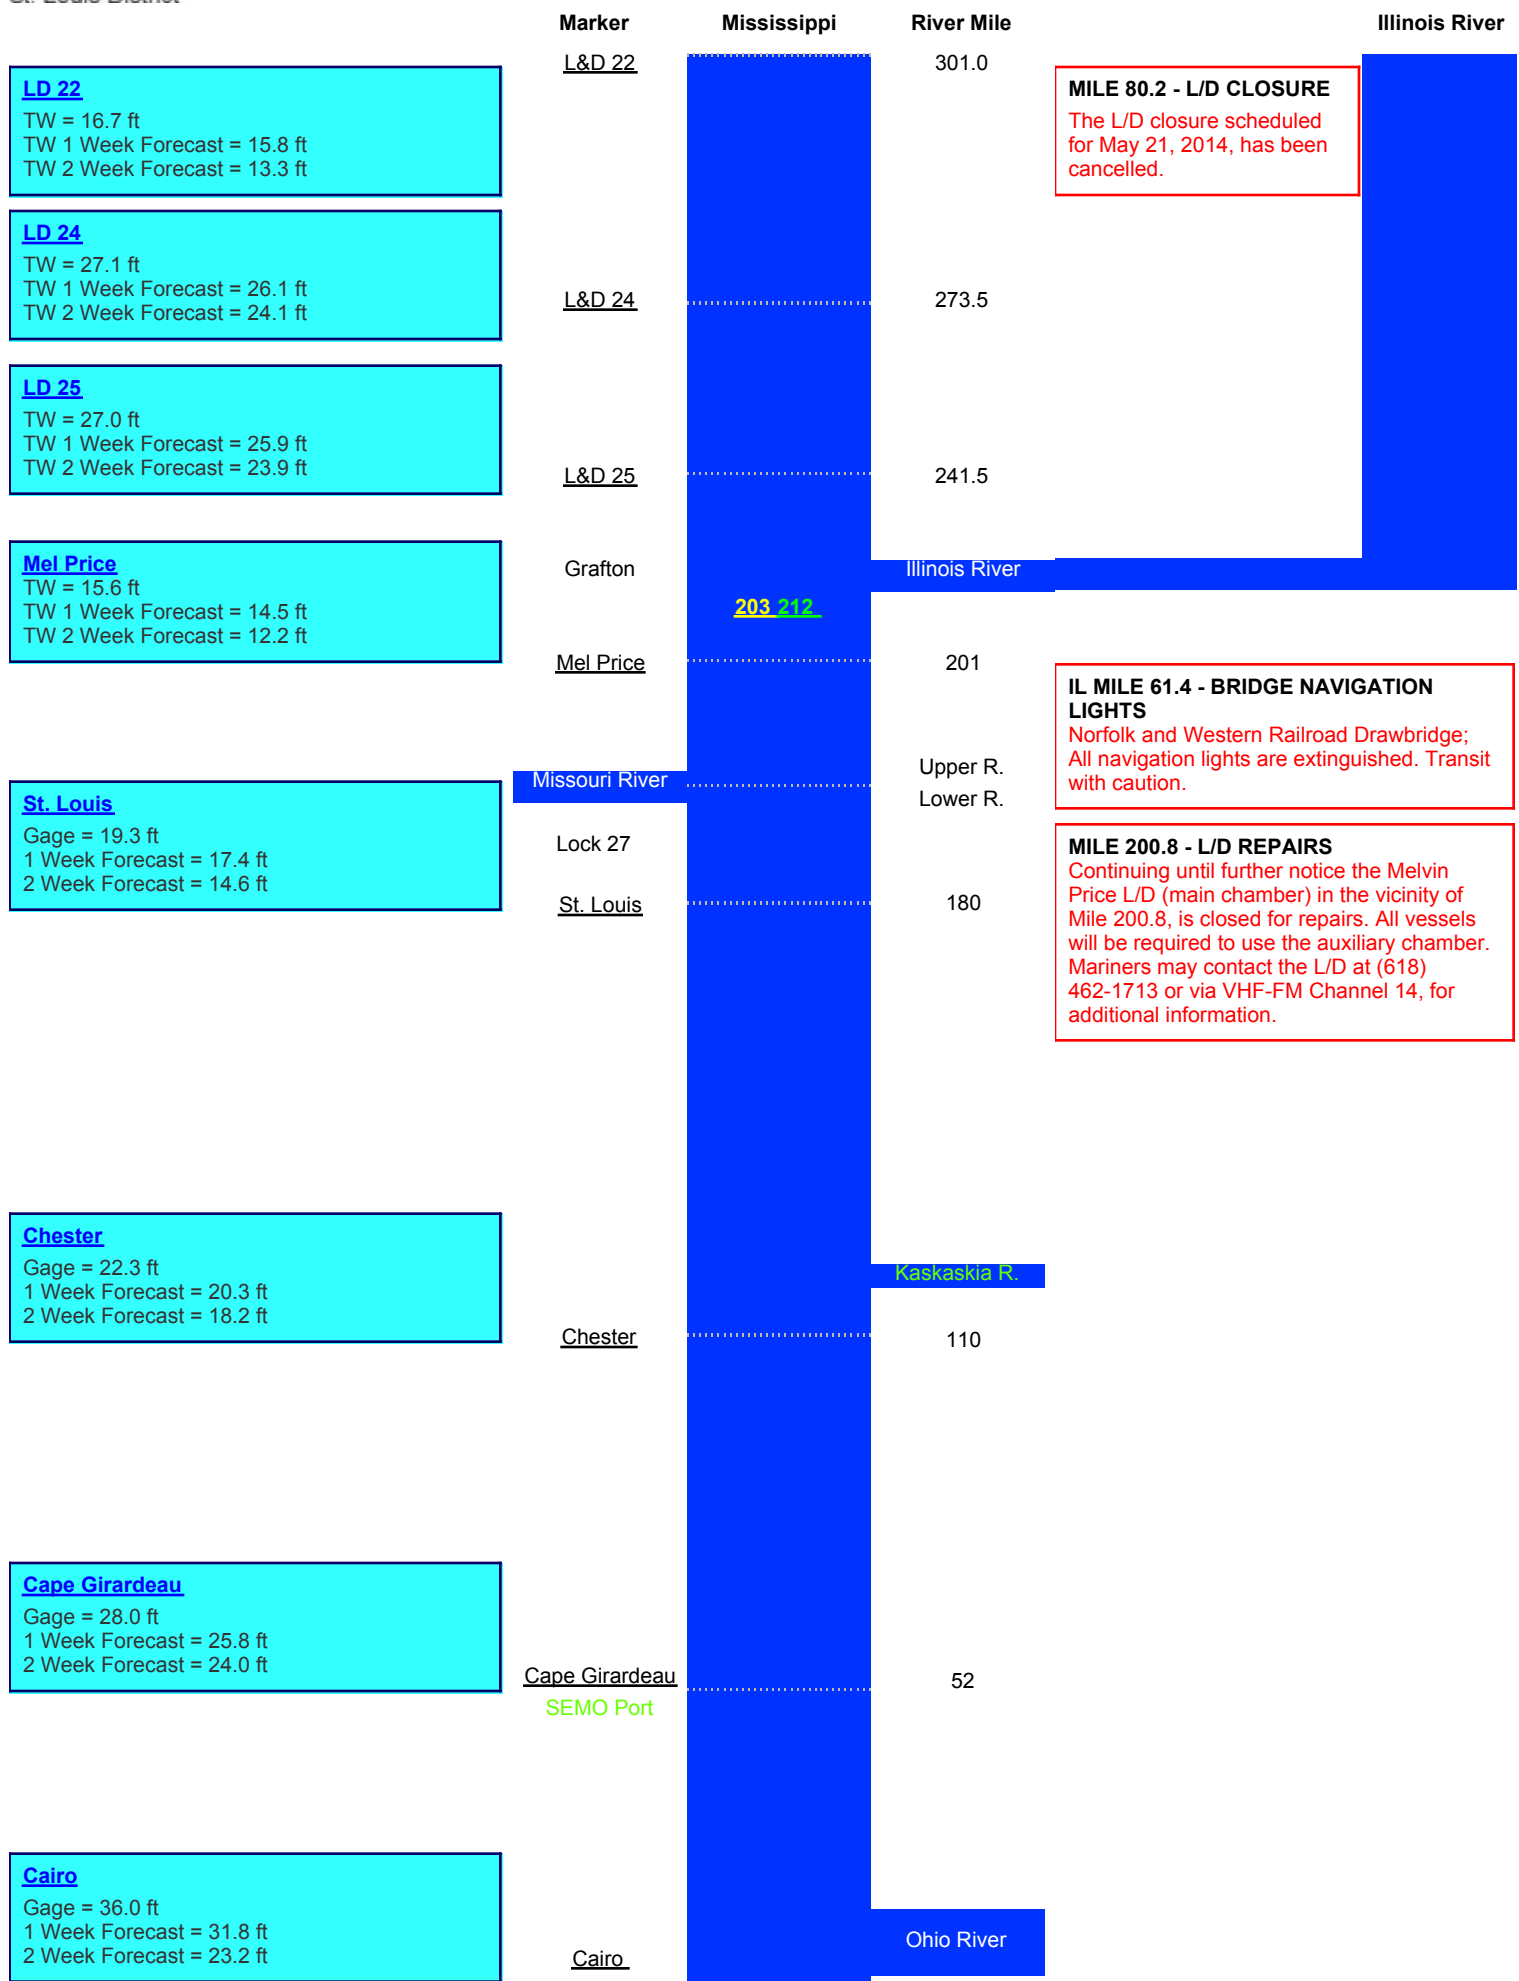 Marker Mississippi River Mile Illinois River
L&D 22 301.0
LD 22
TW = 16.7 ft
TW 1 Week Forecast = 15.8 ft
TW 2 Week Forecast = 13.3 ft
MILE 80.2 - L/D CLOSURE
The L/D closure scheduled
for May 21, 2014, has been
cancelled.
LD 24
TW = 27.1 ft
TW 1 Week Forecast = 26.1 ft
TW 2 Week Forecast = 24.1 ft
L&D 24 273.5
LD 25
TW = 27.0 ft
TW 1 Week Forecast = 25.9 ft
TW 2 Week Forecast = 23.9 ft
L&D 25 241.5
Mel Price
TW = 15.6 ft
TW 1 Week Forecast = 14.5 ft
TW 2 Week Forecast = 12.2 ft
Grafton Illinois River
203 212
Mel Price 201
IL MILE 61.4 - BRIDGE NAVIGATION
LIGHTS
Norfolk and Western Railroad Drawbridge;
All navigation lights are extinguished. Transit
with caution.
Missouri River
Upper R.
Lower R.
St. Louis
Gage = 19.3 ft
1 Week Forecast = 17.4 ft
2 Week Forecast = 14.6 ft
Lock 27
St. Louis 180
MILE 200.8 - L/D REPAIRS
Continuing until further notice the Melvin
Price L/D (main chamber) in the vicinity of
Mile 200.8, is closed for repairs. All vessels
will be required to use the auxiliary chamber.
Mariners may contact the L/D at (618)
462-1713 or via VHF-FM Channel 14, for
additional information.
Chester
Gage = 22.3 ft
1 Week Forecast = 20.3 ft
2 Week Forecast = 18.2 ft
Kaskaskia R.
Chester 110
Cape Girardeau
Gage = 28.0 ft
1 Week Forecast = 25.8 ft
2 Week Forecast = 24.0 ft
Cape Girardeau 52
SEMO Port
Cairo
Gage = 36.0 ft
1 Week Forecast = 31.8 ft
2 Week Forecast = 23.2 ft
Ohio River
Cairo